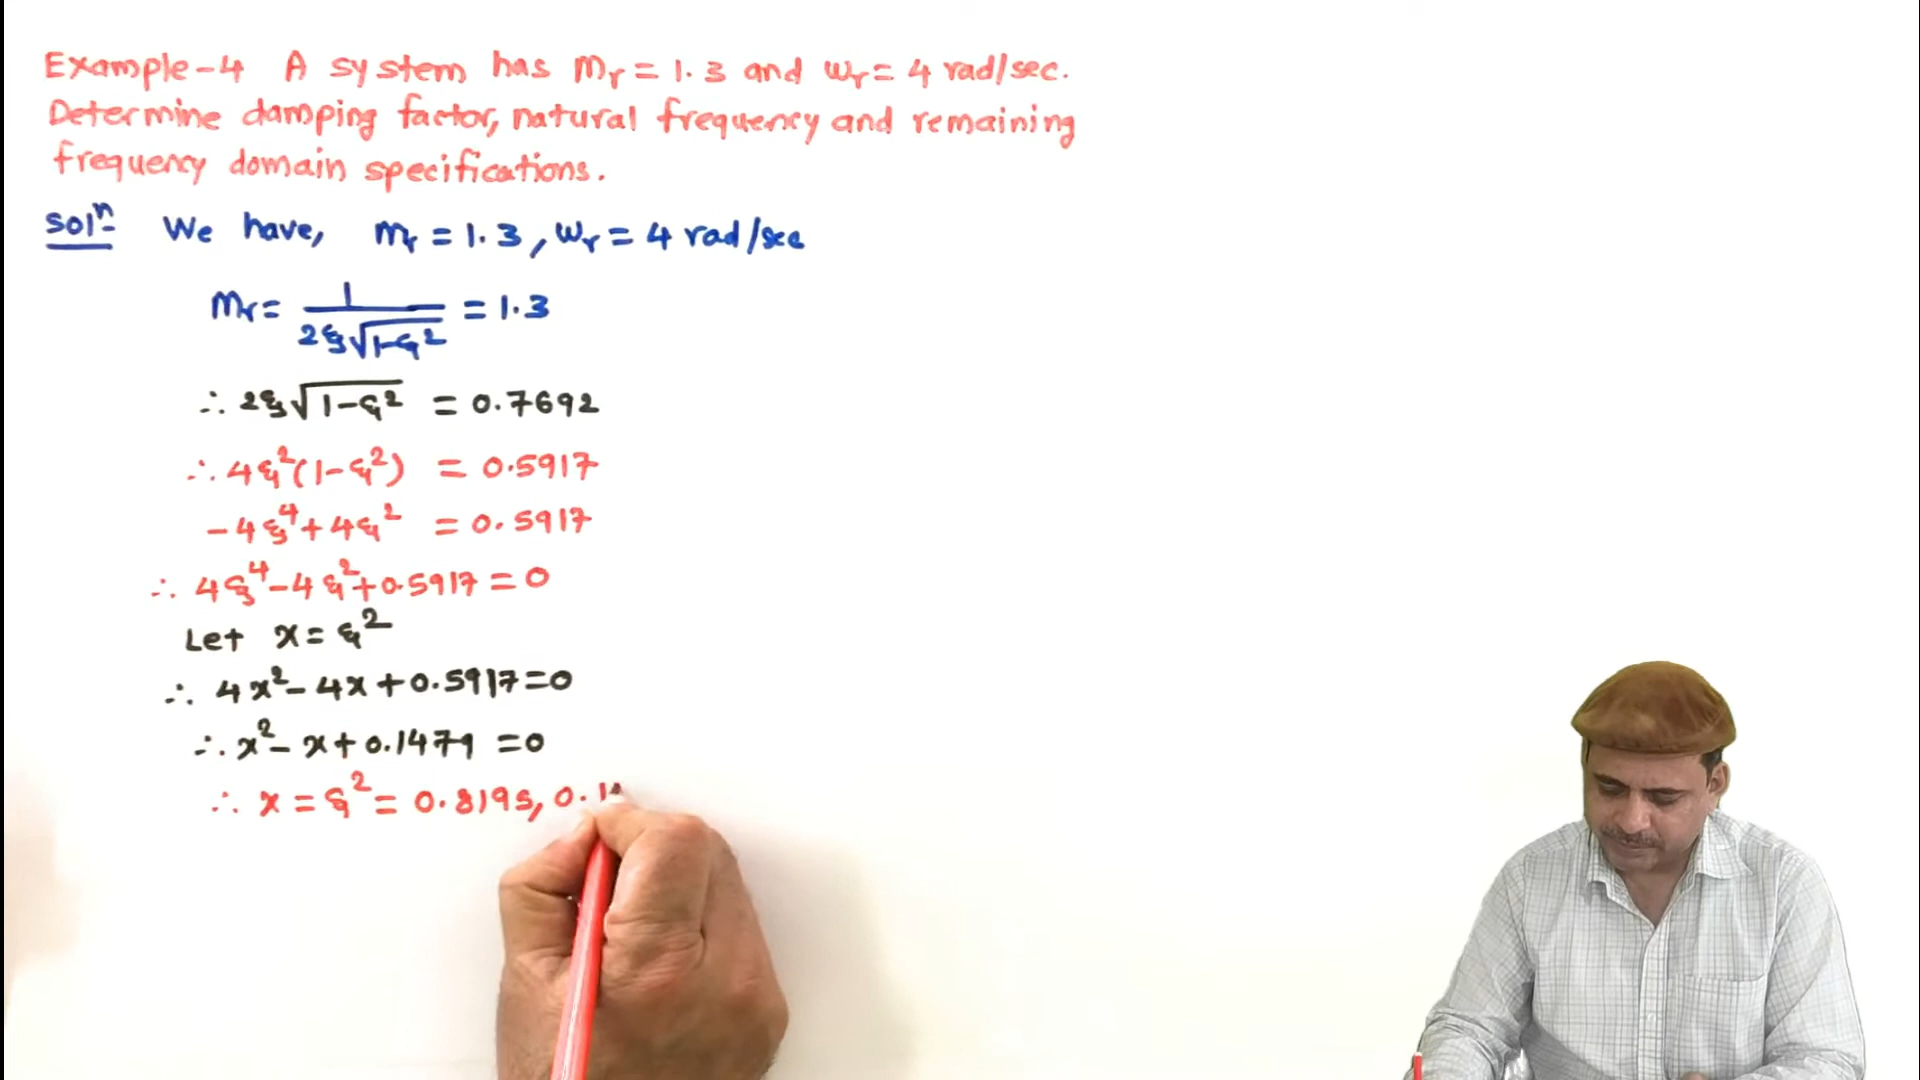 Example-4 A system has Mr = 1.3 and ωr = 4 rad/sec.
Determine damping factor, natural frequency and remaining
frequency domain specifications.
Solⁿ- We have, Mr = 1.3, ωr = 4 rad/sec
Mr = 1/(2ξ√(1-ξ²)) = 1.3
∴ 2ξ√(1-ξ²) = 0.7692
∴ 4ξ²(1-ξ²) = 0.5917
-4ξ⁴+4ξ² = 0.5917
∴ 4ξ⁴-4ξ²+0.5917 = 0
Let x = ξ²
∴ 4x²-4x+0.5917=0
∴ x²-x+0.1479 =0
∴ x = ξ² = 0.8195, 0.1